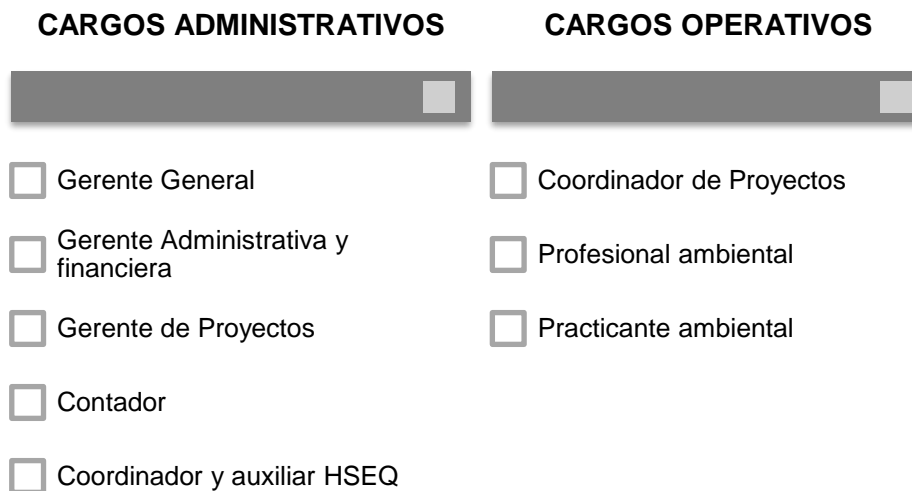 CARGOS ADMINISTRATIVOS
Gerente General
Gerente Administrativa y
financiera
Gerente de Proyectos
Contador
Coordinador y auxiliar HSEQ
CARGOS OPERATIVOS
Coordinador de Proyectos
Profesional ambiental
Practicante ambiental